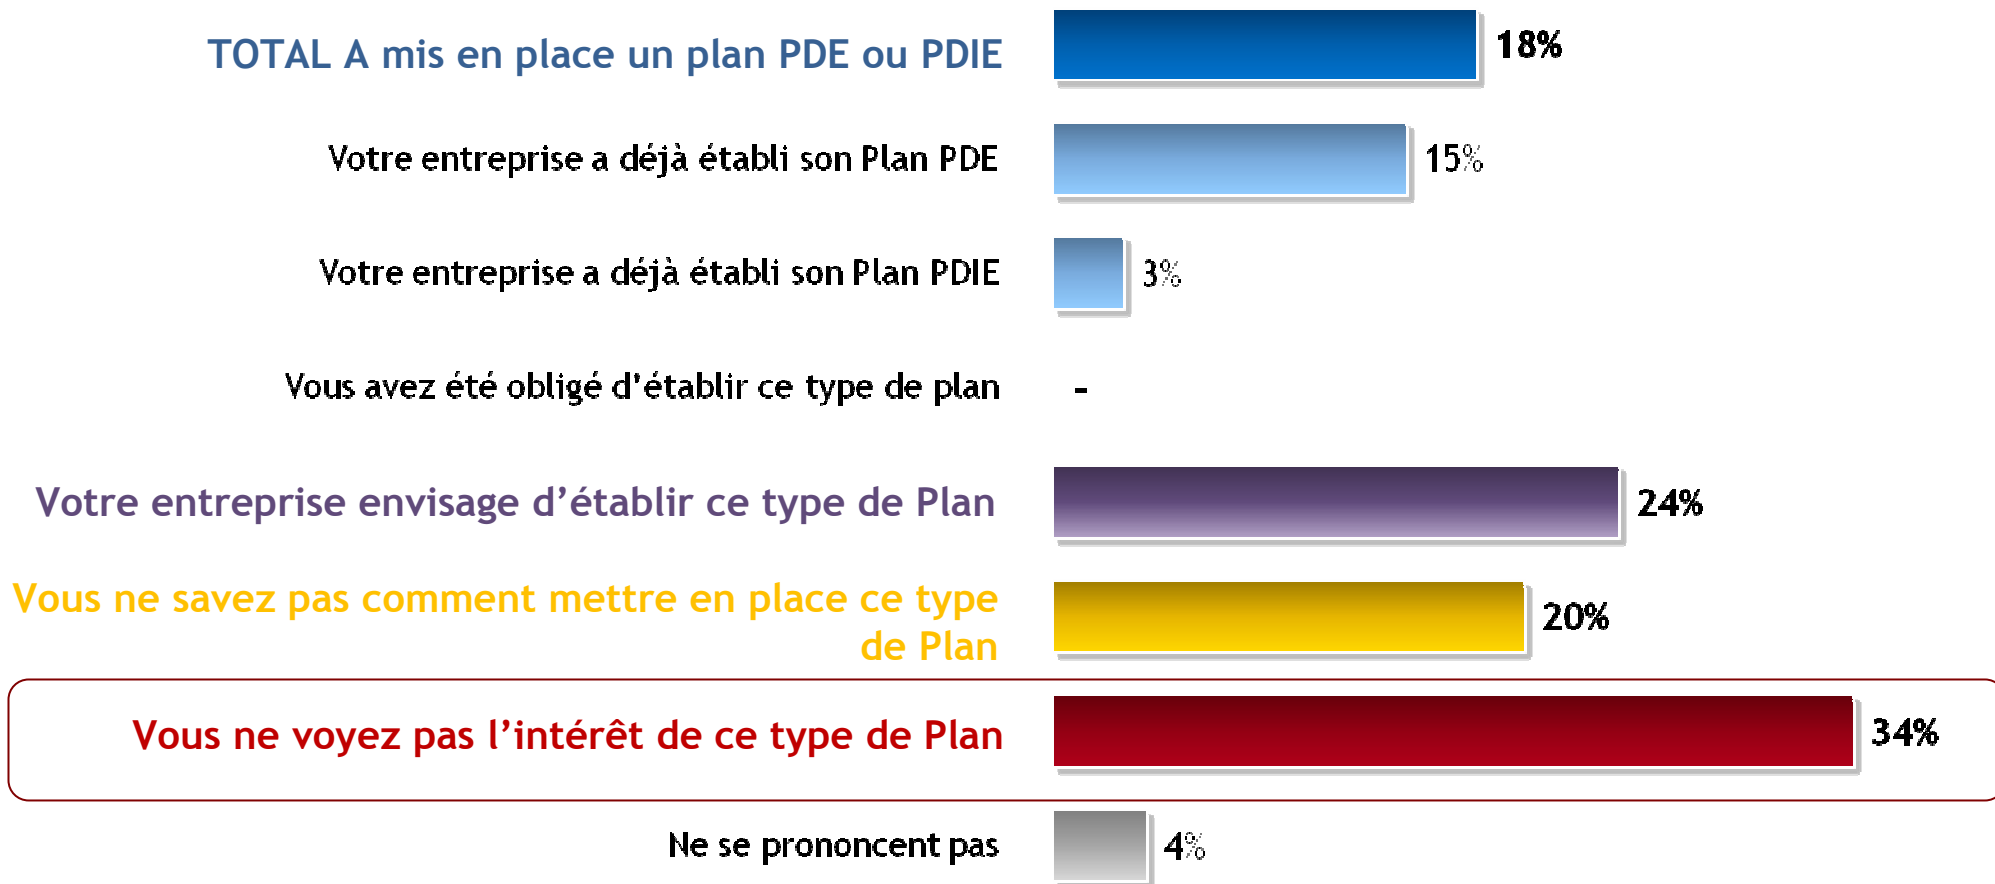 TOTAL A mis en place un plan PDE ou PDIE 18%
Votre entreprise a déjà établi son Plan PDE 15%
Votre entreprise a déjà établi son Plan PDIE 3%
Vous avez été obligé d'établir ce type de plan -
Votre entreprise envisage d’établir ce type de Plan 24%
Vous ne savez pas comment mettre en place ce type
de Plan 20%
Vous ne voyez pas l’intérêt de ce type de Plan 34%
Ne se prononcent pas 4%